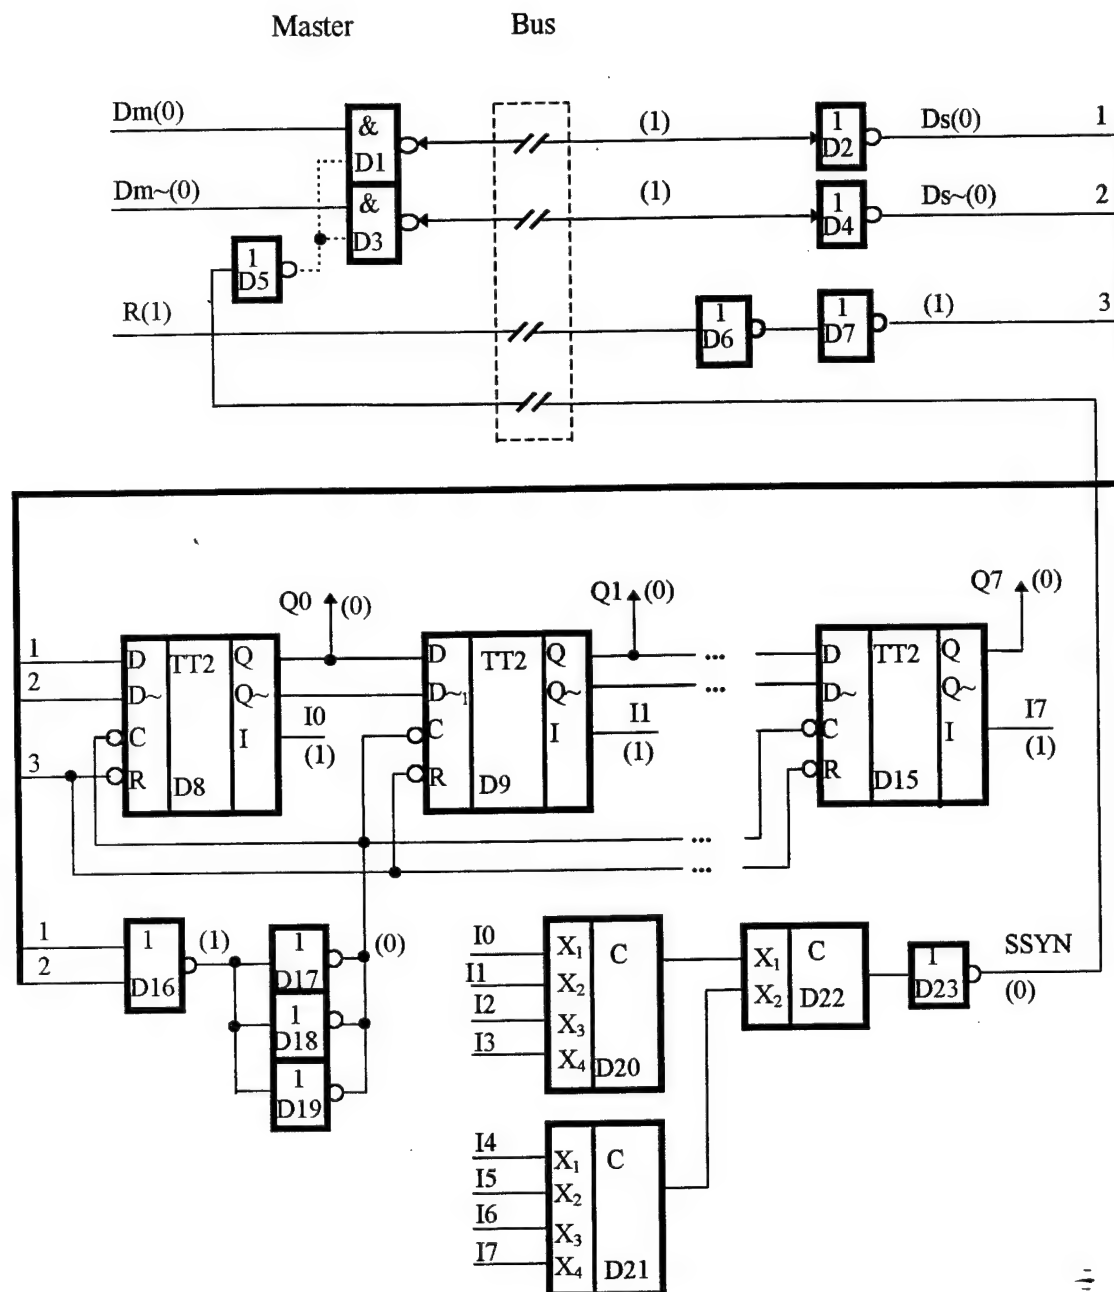 Master Bus
Dm(0) & D1 (1) 1 D2 Ds(0) 1
Dm~(0) & D3 (1) 1 D4 Ds~(0) 2
1 D5
R(1) 1 D6 1 D7 (1) 3
Q0 (0) Q1 (0) Q7 (0)
1 D TT2 Q D TT2 Q ... D TT2 Q
2 D~ Q~ D~1 Q~ ... D~ Q~
C I I0 (1) C I I1 (1) C I I7 (1)
3 R D8 R D9 R D15
...
...
1 2 1 D16 (1) 1 D17 (0)
1 D18
1 D19
I0 X1 C X1 C 1 SSYN
I1 X2 X2 D22 D23 (0)
I2 X3
I3 X4 D20
I4 X1 C
I5 X2
I6 X3
I7 X4 D21